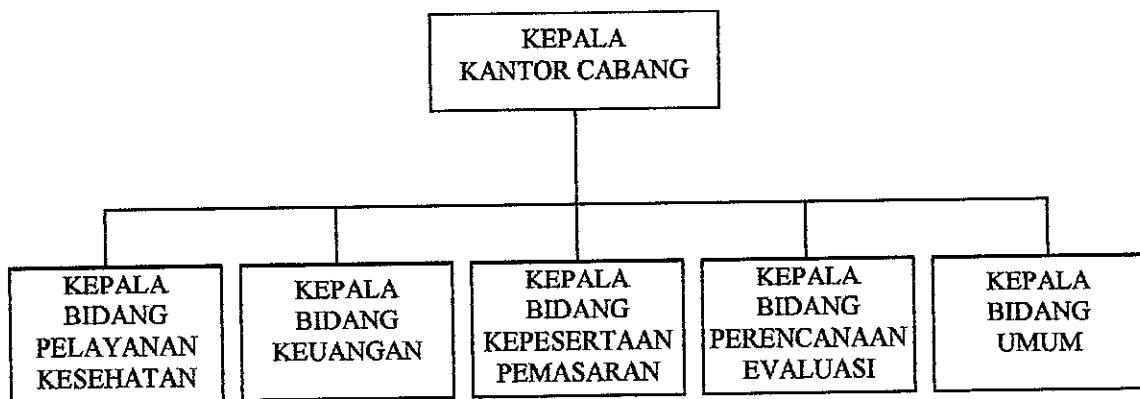 KEPALA
KANTOR CABANG
KEPALA
BIDANG
PELAYANAN
KESEHATAN
KEPALA
BIDANG
KEUANGAN
KEPALA
BIDANG
KEPESERTAAN
PEMASARAN
KEPALA
BIDANG
PERENCANAAN
EVALUASI
KEPALA
BIDANG
UMUM